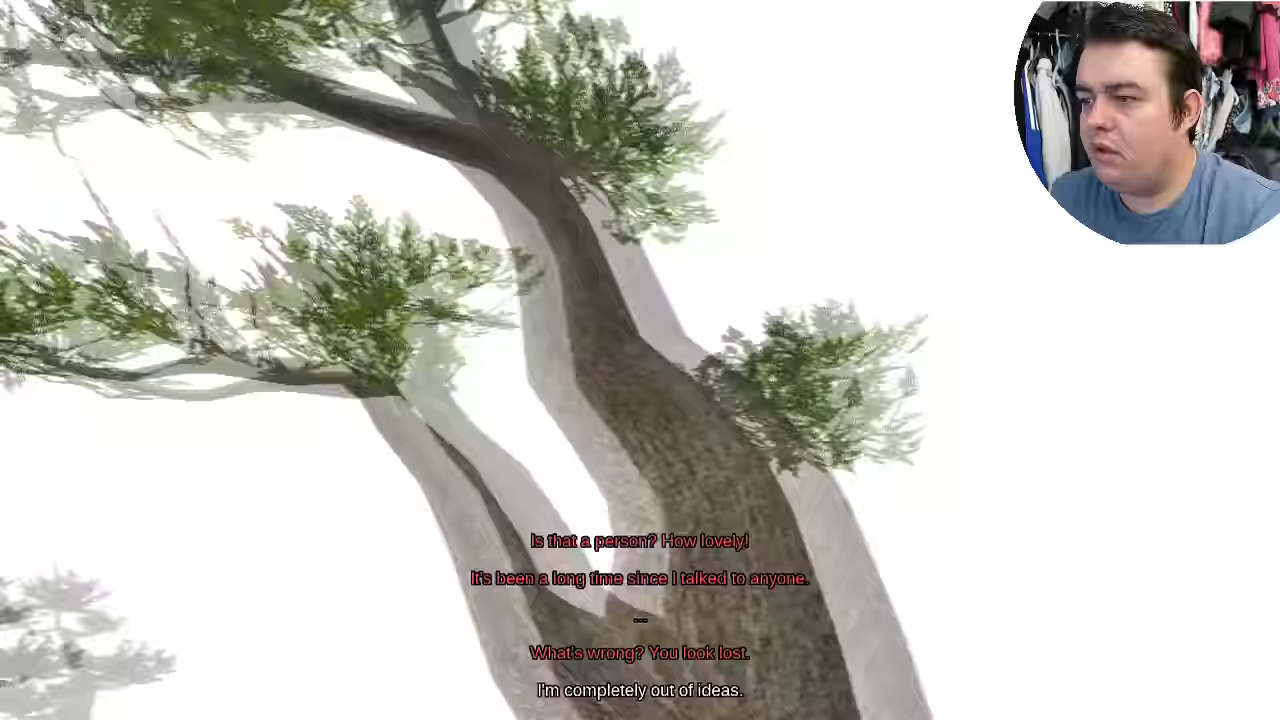 Is that a person? How lovely!
It's been a long time since I talked to anyone.
...
What's wrong? You look lost.
I'm completely out of ideas.